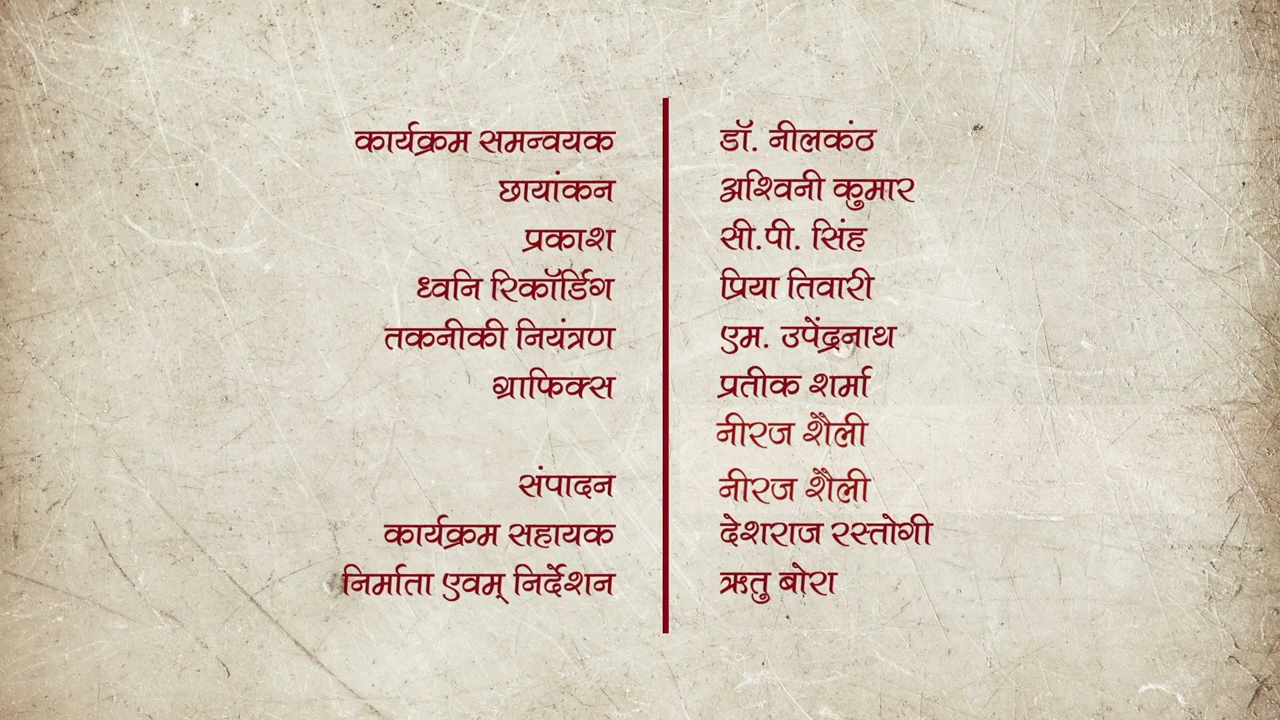 कार्यक्रम समन्वयक डॉ. नीलकंठ
छायांकन अश्विनी कुमार
प्रकाश सी.पी. सिंह
ध्वनि रिकॉर्डिग प्रिया तिवारी
तकनीकी नियंत्रण एम. उपेंद्रनाथ
ग्राफिक्स प्रतीक शर्मा
नीरज शैली
संपादन नीरज शैली
कार्यक्रम सहायक देशराज रस्तोगी
निर्माता एवम् निर्देशन ऋतु बोरा